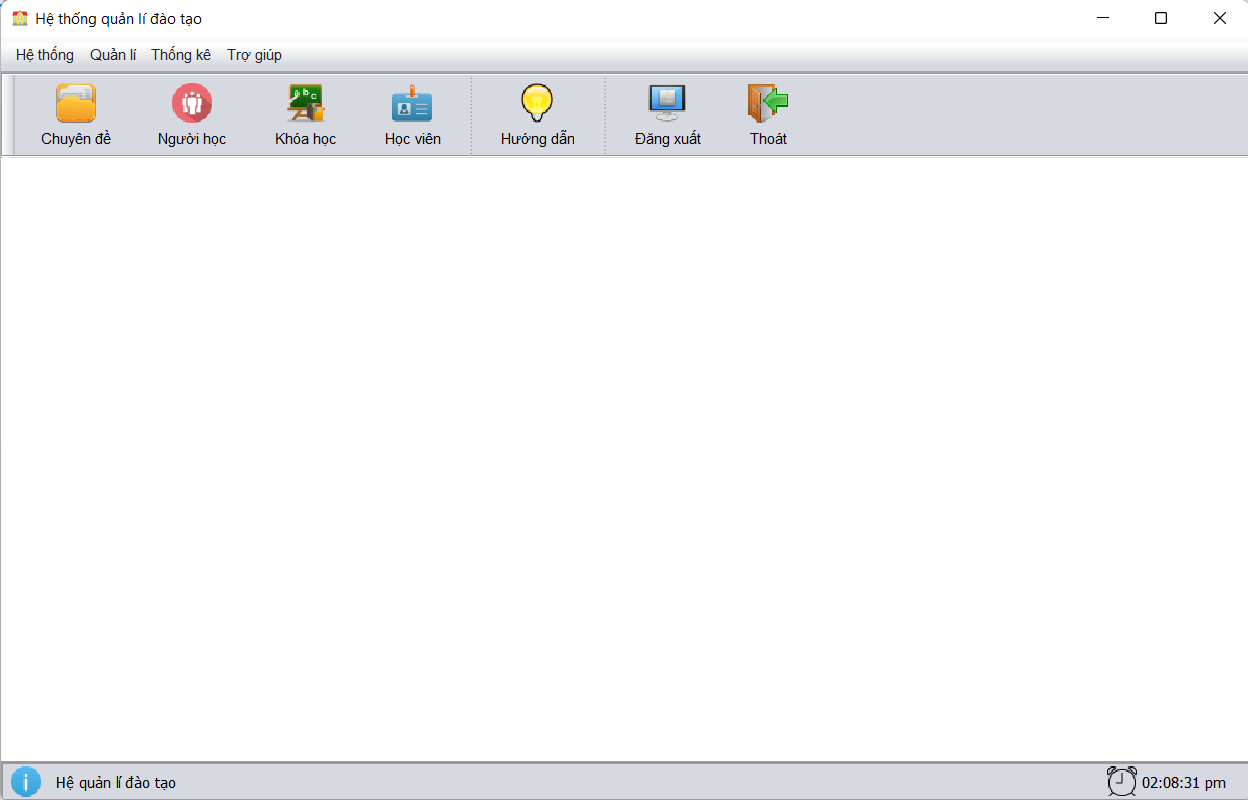 Hệ thống quản lí đào tạo
Hệ thống Quản lí Thống kê Trợ giúp
Chuyên đề Người học Khóa học Học viên Hướng dẫn Đăng xuất Thoát
Hệ quản lí đào tạo 02:08:31 pm